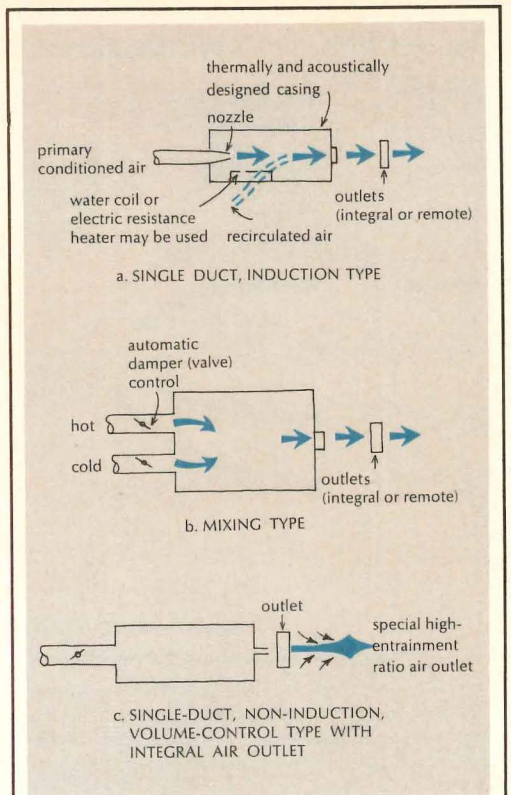 thermally and acoustically
designed casing
nozzle
primary
conditioned air
water coil or
electric resistance
heater may be used
recirculated air
outlets
(integral or remote)
a. SINGLE DUCT, INDUCTION TYPE
automatic
damper (valve)
control
hot
cold
outlets
(integral or remote)
b. MIXING TYPE
outlet
special high-
entrainment
ratio air outlet
c. SINGLE-DUCT, NON-INDUCTION,
VOLUME-CONTROL TYPE WITH
INTEGRAL AIR OUTLET